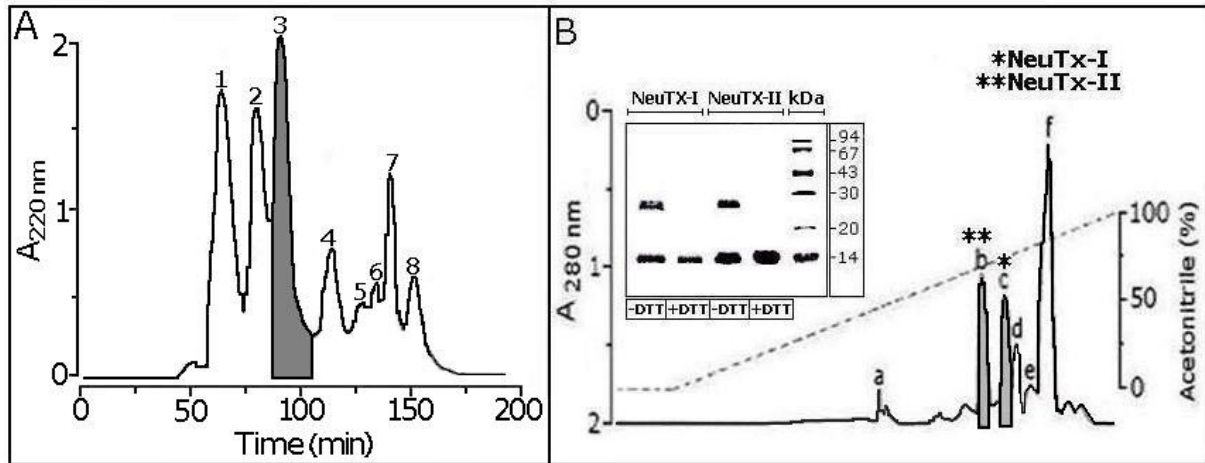 A
2
1
0
A220 nm
1
2
3
4
5
6
7
8
0 50 100 150 200
Time (min)
B
*NeuTx-I
**NeuTx-II
0
1
2
A 280 nm
NeuTX-I NeuTX-II kDa
94
67
43
30
20
14
-DTT +DTT -DTT +DTT
a
**
b
*
c
d
e
f
100
50
0
Acetonitrile (%)